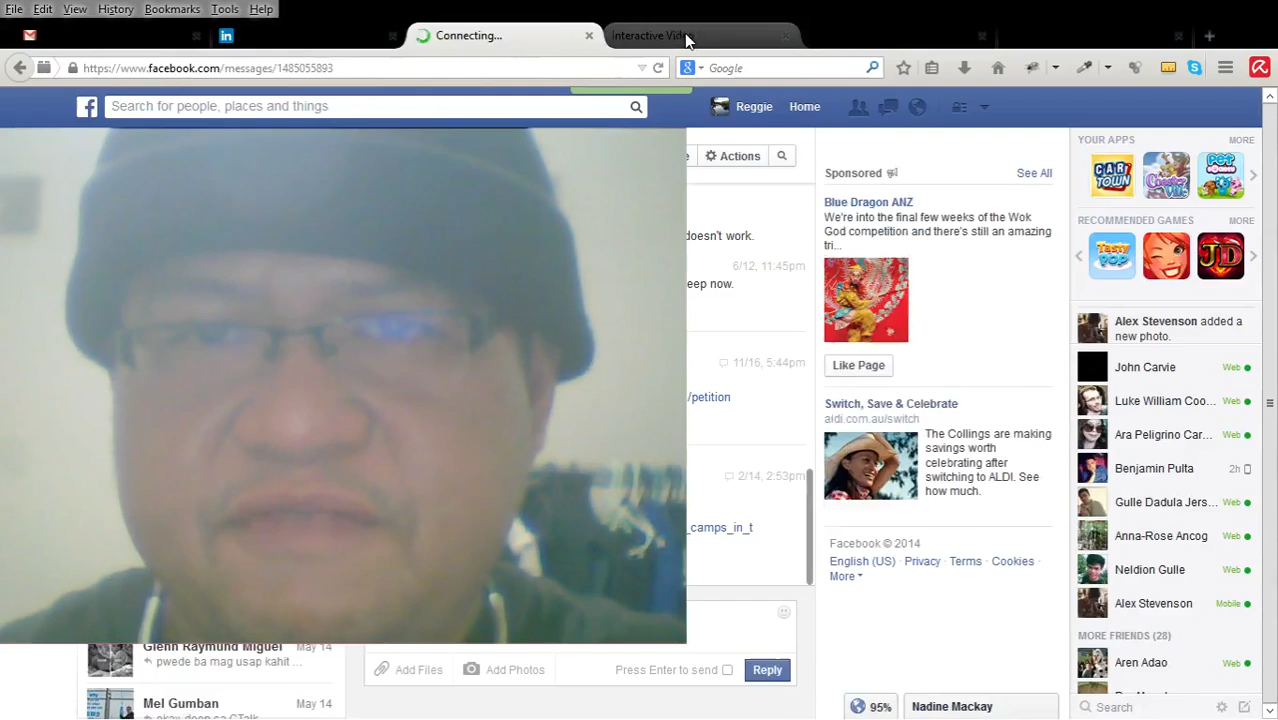 File Edit View History Bookmarks Tools Help
Connecting...
Interactive Video
https://www.facebook.com/messages/1485055893
Google
Search for people, places and things
Reggie Home
Actions
doesn't work.
6/12, 11:45pm
eep now.
11/16, 5:44pm
/petition
2/14, 2:53pm
_camps_in_t
Glenn Raymund Miguel May 14
pwede ba mag usap kahit ...
Mel Gumban May 14
Add Files Add Photos Press Enter to send Reply
Sponsored See All
Blue Dragon ANZ
We're into the final few weeks of the Wok
God competition and there's still an amazing
tri...
Like Page
Switch, Save & Celebrate
aldi.com.au/switch
The Collings are making
savings worth
celebrating after
switching to ALDI. See
how much.
Facebook © 2014
English (US) · Privacy · Terms · Cookies ·
More
95%
Nadine Mackay
YOUR APPS MORE
CAR TOWN
PET SOCIETY
RECOMMENDED GAMES MORE
JD
Alex Stevenson added a
new photo.
John Carvie Web
Luke William Coo... Web
Ara Peligrino Car... Web
Benjamin Pulta 2h
Gulle Dadula Jers... Web
Anna-Rose Ancog Web
Neldion Gulle Web
Alex Stevenson Mobile
MORE FRIENDS (28)
Aren Adao Web
Search